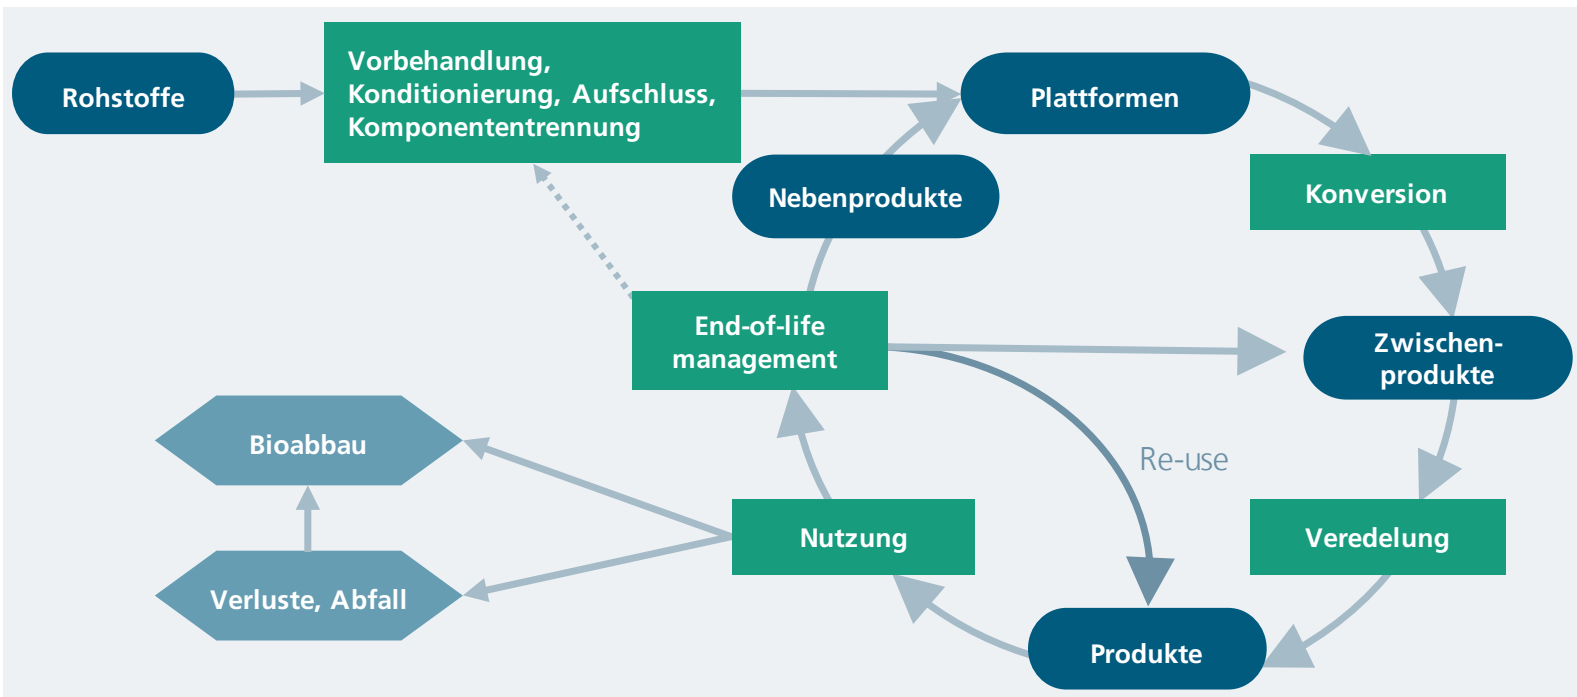 Rohstoffe
Vorbehandlung,
Konditionierung, Aufschluss,
Komponententrennung
Plattformen
Nebenprodukte
Konversion
End-of-life
management
Zwischen-
produkte
Bioabbau
Re-use
Nutzung
Veredelung
Verluste, Abfall
Produkte